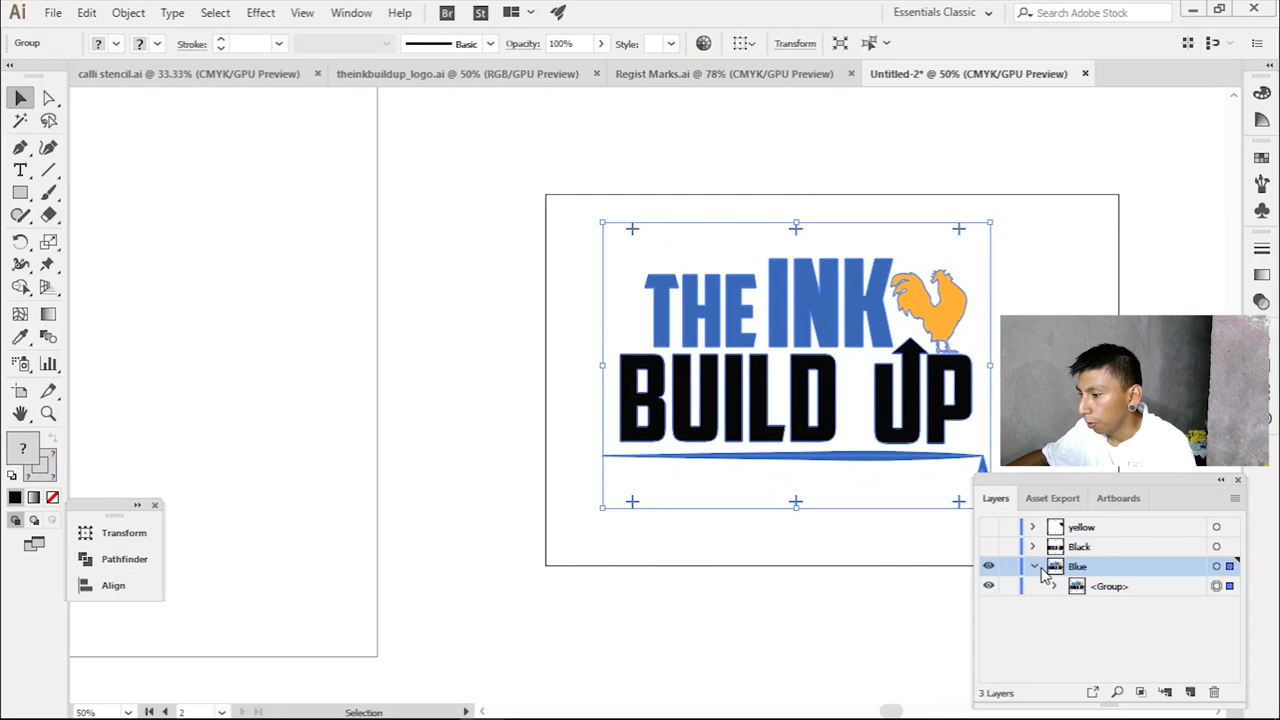 Ai File Edit Object Type Select Effect View Window Help Br St Essentials Classic Search Adobe Stock
Group ? ? Stroke: Basic Opacity: 100% Style: Transform
calli stencil.ai @ 33.33% (CMYK/GPU Preview) × theinkbuildup_logo.ai @ 50% (RGB/GPU Preview) × Regist Marks.ai @ 78% (CMYK/GPU Preview) × Untitled-2* @ 50% (CMYK/GPU Preview) ×
T
THE INK
BUILD UP
?
Transform
Pathfinder
Align
Layers Asset Export Artboards
yellow
Black
Blue
<Group>
3 Layers
50% 2 Selection